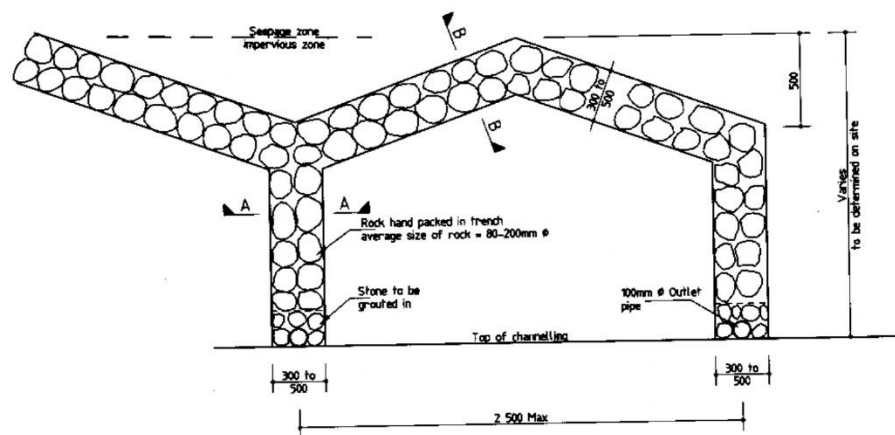 Seepage zone
impervious zone
B
B
300 to
500
500
Varies
to be determined on site
A
A
Rock hand packed in trench
average size of rock = 80-200mm ø
Stone to be
grouted in
100mm ø Outlet
pipe
Top of channelling
300 to
500
300 to
500
2 500 Max